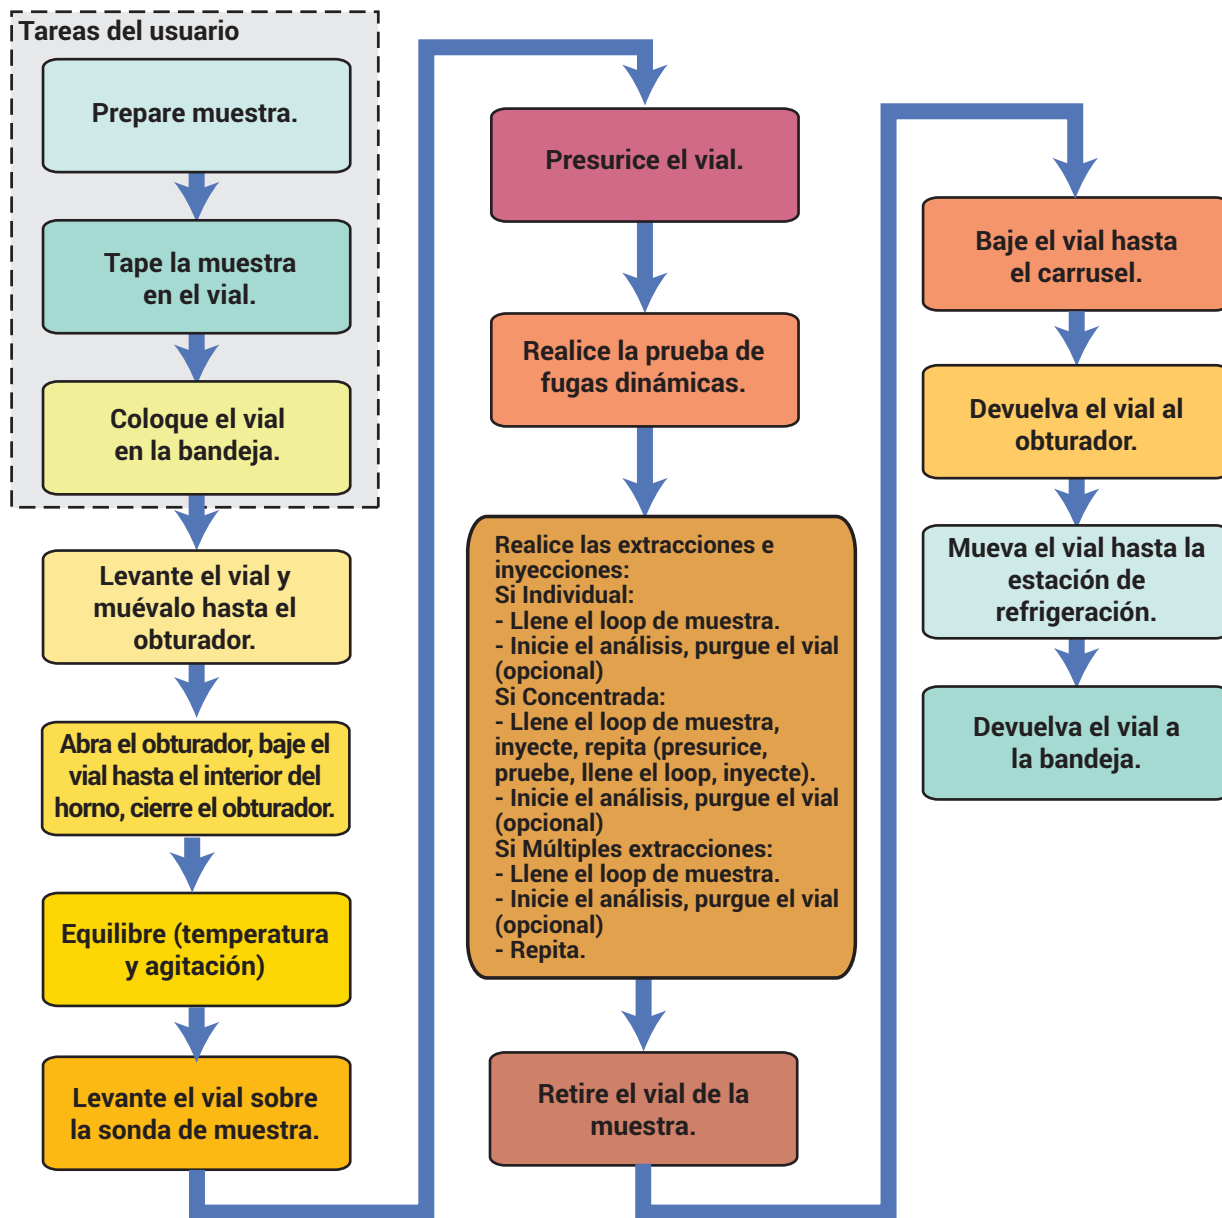 Tareas del usuario
Prepare muestra.
Tape la muestra
en el vial.
Coloque el vial
en la bandeja.
Levante el vial y
muévalo hasta el
obturador.
Abra el obturador, baje el
vial hasta el interior del
horno, cierre el obturador.
Equilibre (temperatura
y agitación)
Levante el vial sobre
la sonda de muestra.
Presurice el vial.
Realice la prueba de
fugas dinámicas.
Realice las extracciones e
inyecciones:
Si Individual:
- Llene el loop de muestra.
- Inicie el análisis, purgue el vial
(opcional)
Si Concentrada:
- Llene el loop de muestra,
inyecte, repita (presurice,
pruebe, llene el loop, inyecte).
- Inicie el análisis, purgue el vial
(opcional)
Si Múltiples extracciones:
- Llene el loop de muestra.
- Inicie el análisis, purgue el vial
(opcional)
- Repita.
Retire el vial de la
muestra.
Baje el vial hasta
el carrusel.
Devuelva el vial al
obturador.
Mueva el vial hasta la
estación de
refrigeración.
Devuelva el vial a
la bandeja.